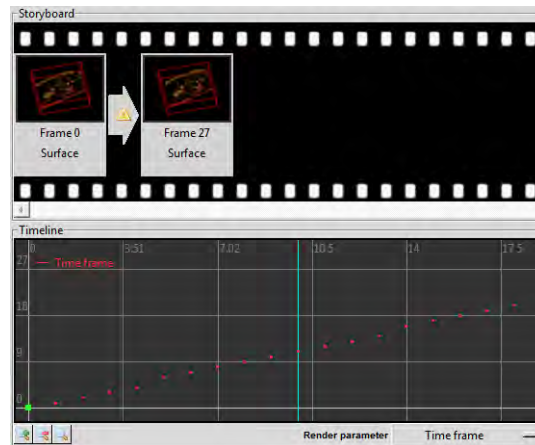 Storyboard
Frame 0
Frame 27
Surface
Surface
Timeline
0 3.51 7.02 10.5 14 17.5
27
Time frame
18
9
0
Render parameter Time frame